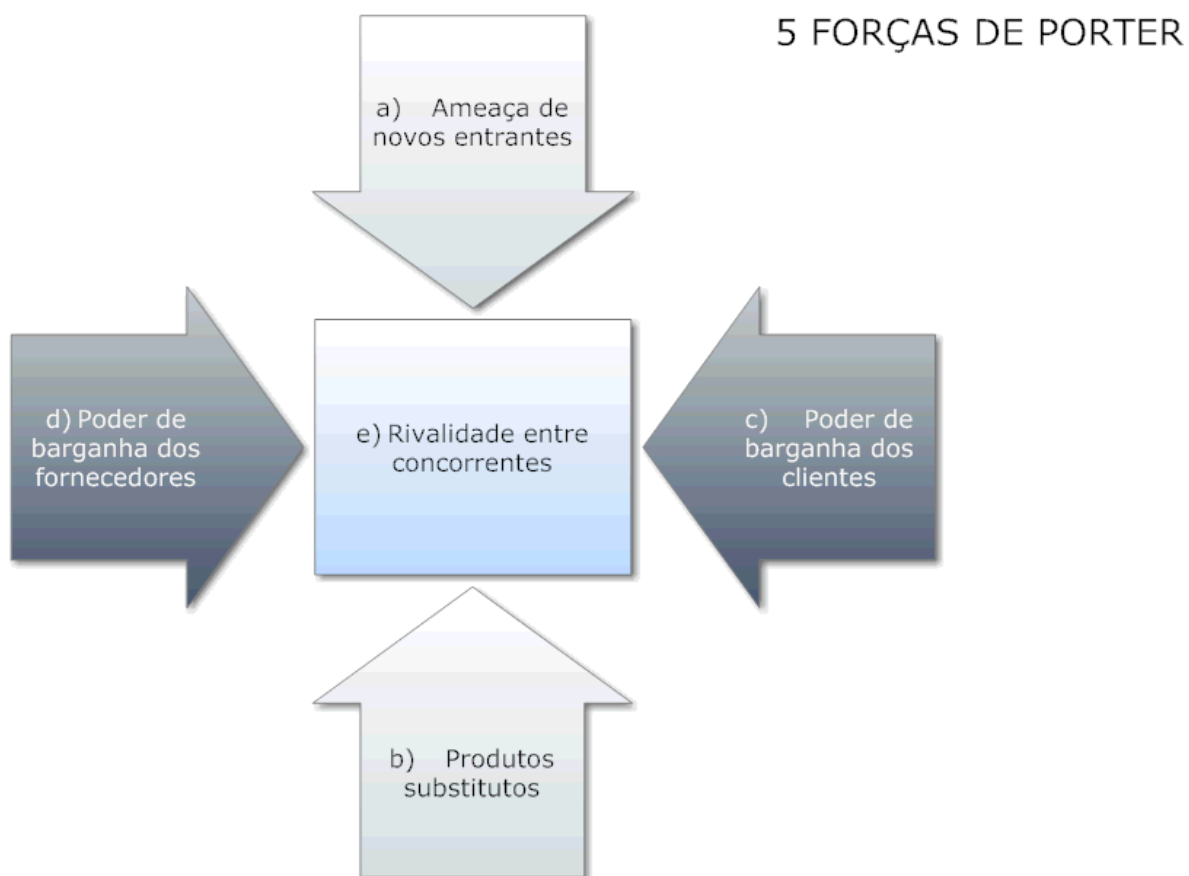 5 FORÇAS DE PORTER
a) Ameaça de
novos entrantes
d) Poder de
barganha dos
fornecedores
e) Rivalidade entre
concorrentes
c) Poder de
barganha dos
clientes
b) Produtos
substitutos